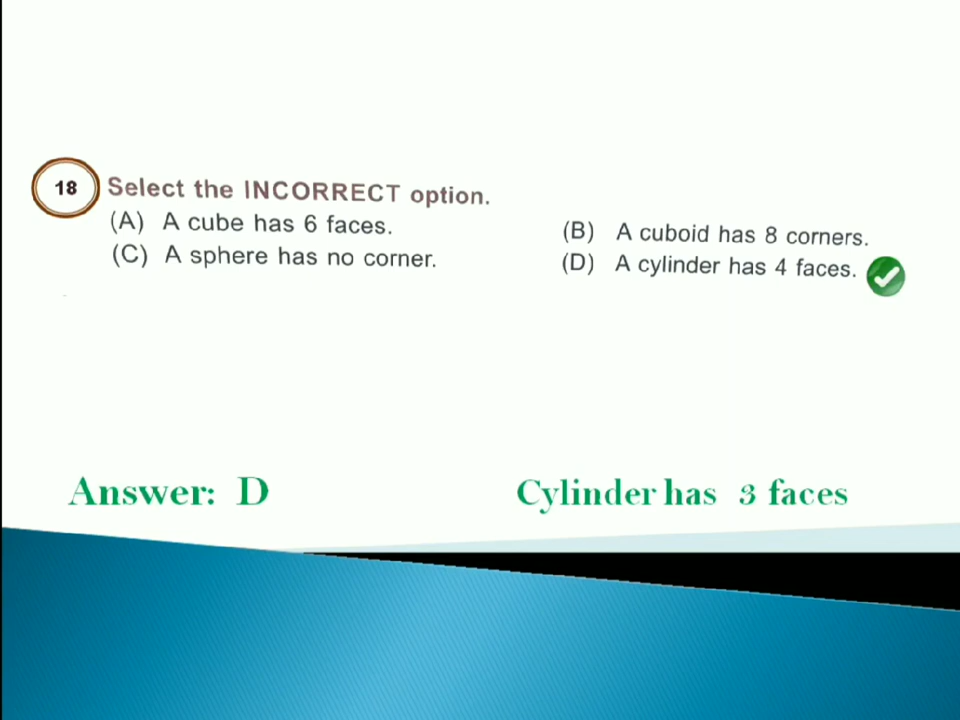 18 Select the INCORRECT option.
(A) A cube has 6 faces. (B) A cuboid has 8 corners.
(C) A sphere has no corner. (D) A cylinder has 4 faces.
Answer: D Cylinder has 3 faces